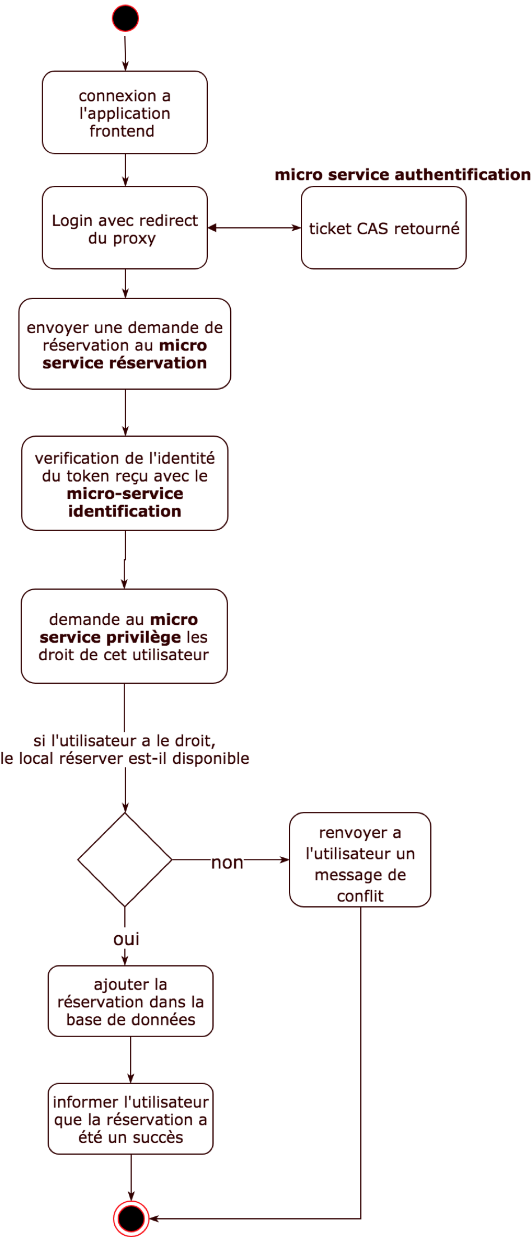 connexion a
l'application
frontend
micro service authentification
Login avec redirect
du proxy
ticket CAS retourné
envoyer une demande de
réservation au micro
service réservation
verification de l'identité
du token reçu avec le
micro-service
identification
demande au micro
service privilège les
droit de cet utilisateur
si l'utilisateur a le droit,
le local réserver est-il disponible
non
renvoyer a
l'utilisateur un
message de
conflit
oui
ajouter la
réservation dans la
base de données
informer l'utilisateur
que la réservation a
été un succès